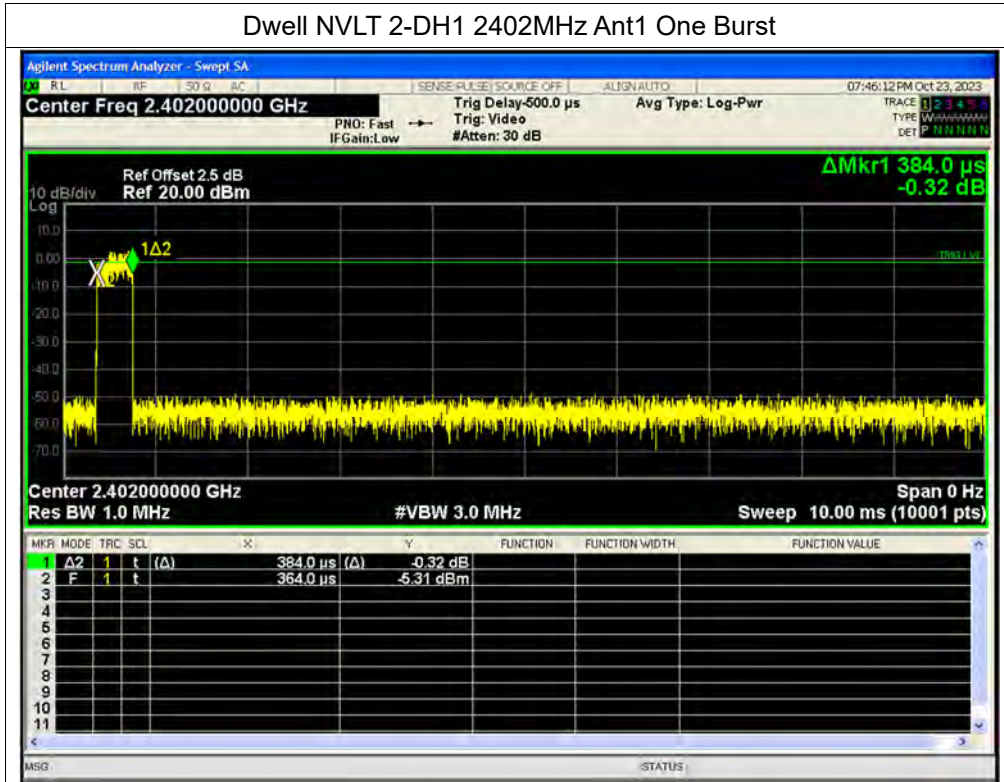 Dwell NVLT 2-DH1 2402MHz Ant1 One Burst
Agilent Spectrum Analyzer - Swept SA
LXI RL RF 50 Ω AC SENSE:PULSE SOURCE OFF ALIGN AUTO 07:46:12 PM Oct 23, 2023
Center Freq 2.402000000 GHz
PNO: Fast
IFGain:Low
Trig Delay-500.0 µs
Trig: Video
#Atten: 30 dB
Avg Type: Log-Pwr
TRACE 1 2 3 4 5 6
TYPE W
DET P N N N N N
ΔMkr1 384.0 µs
-0.32 dB
10 dB/div
Log
Ref Offset 2.5 dB
Ref 20.00 dBm
10.0
0.00
-10.0
-20.0
-30.0
-40.0
-50.0
-60.0
-70.0
1Δ2
TRIG LVL
Center 2.402000000 GHz Span 0 Hz
Res BW 1.0 MHz #VBW 3.0 MHz Sweep 10.00 ms (10001 pts)
MKR MODE TRC SCL X Y FUNCTION FUNCTION WIDTH FUNCTION VALUE
1 Δ2 1 t (Δ) 384.0 µs (Δ) -0.32 dB
2 F 1 t 364.0 µs -5.31 dBm
3
4
5
6
7
8
9
10
11
MSG STATUS